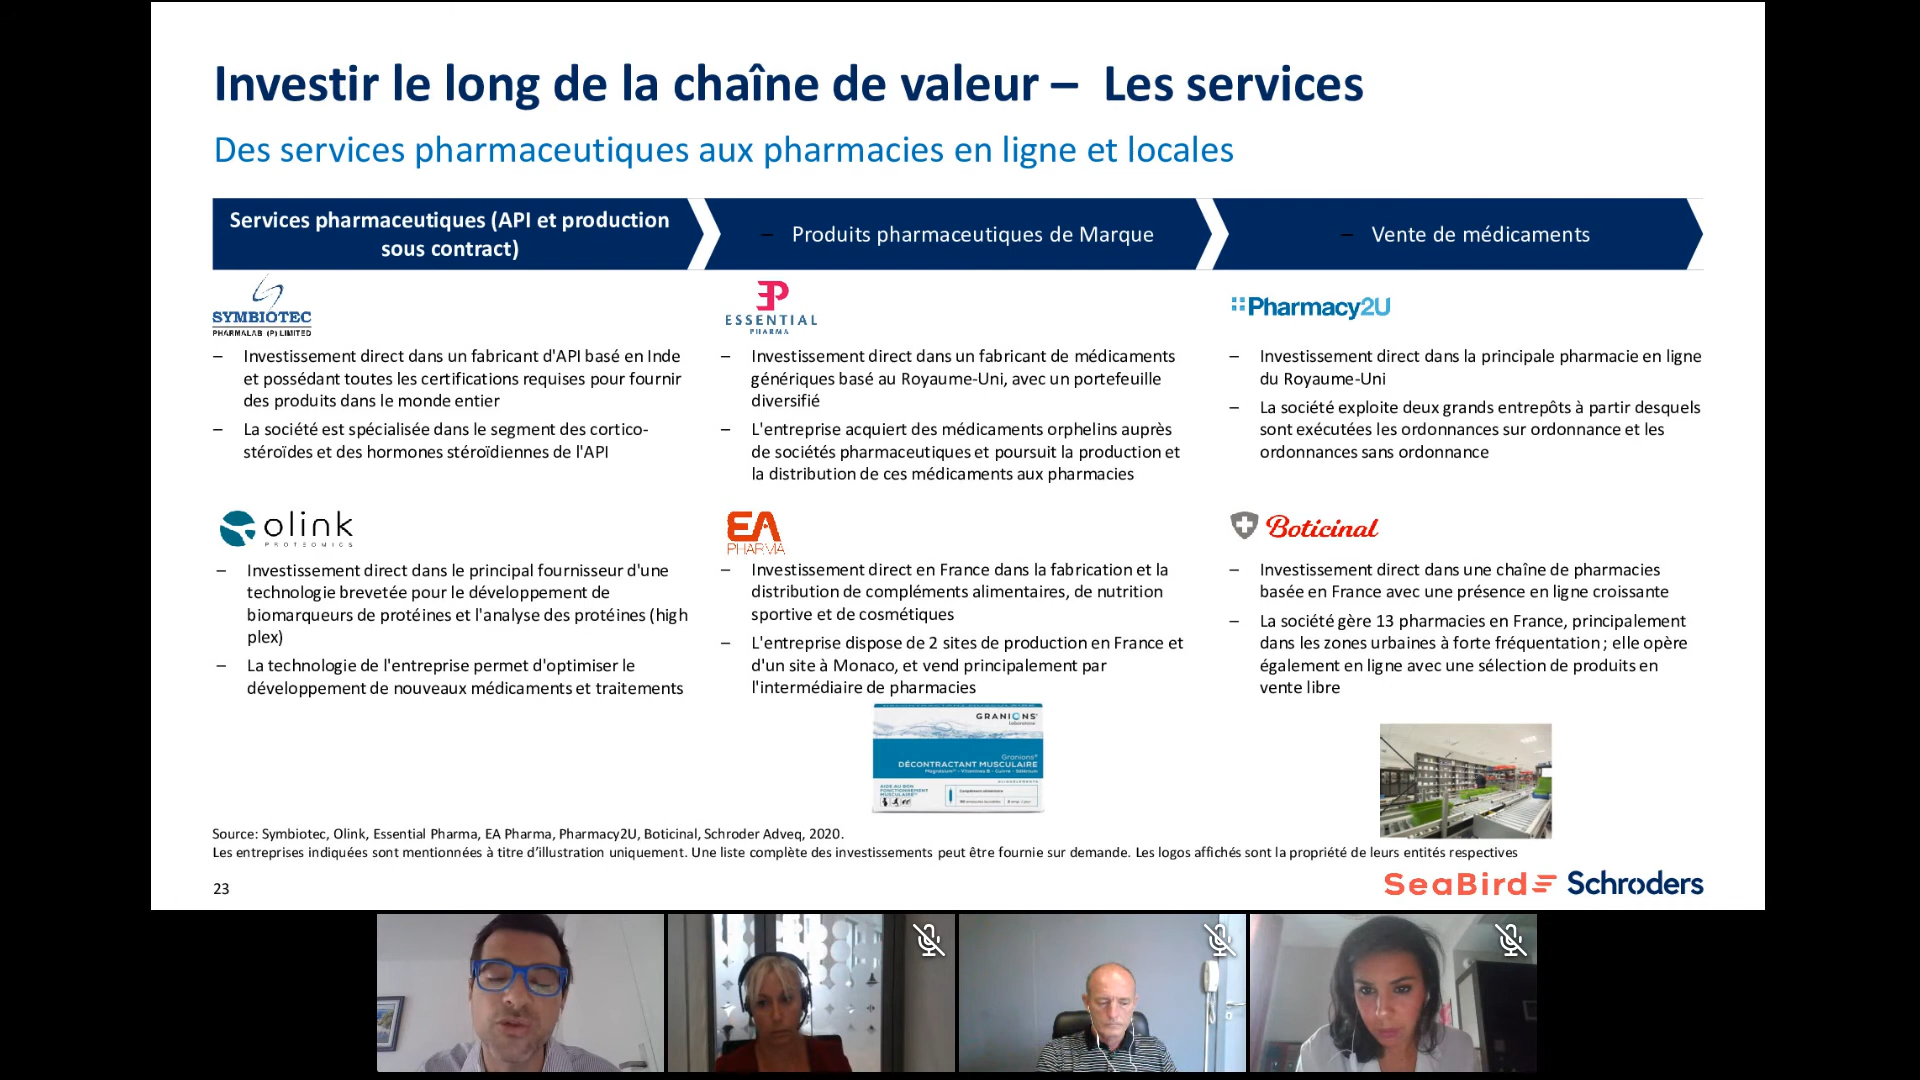 Investir le long de la chaîne de valeur – Les services
Des services pharmaceutiques aux pharmacies en ligne et locales
Services pharmaceutiques (API et production
sous contract)
– Produits pharmaceutiques de Marque
– Vente de médicaments
SYMBIOTEC
PHARMALAB (P) LIMITED
– Investissement direct dans un fabricant d'API basé en Inde
et possédant toutes les certifications requises pour fournir
des produits dans le monde entier
– La société est spécialisée dans le segment des cortico-
stéroïdes et des hormones stéroïdiennes de l'API
olink
PROTEOMICS
– Investissement direct dans le principal fournisseur d'une
technologie brevetée pour le développement de
biomarqueurs de protéines et l'analyse des protéines (high
plex)
– La technologie de l'entreprise permet d'optimiser le
développement de nouveaux médicaments et traitements
EP
ESSENTIAL
PHARMA
– Investissement direct dans un fabricant de médicaments
génériques basé au Royaume-Uni, avec un portefeuille
diversifié
– L'entreprise acquiert des médicaments orphelins auprès
de sociétés pharmaceutiques et poursuit la production et
la distribution de ces médicaments aux pharmacies
EA
PHARMA
– Investissement direct en France dans la fabrication et la
distribution de compléments alimentaires, de nutrition
sportive et de cosmétiques
– L'entreprise dispose de 2 sites de production en France et
d'un site à Monaco, et vend principalement par
l'intermédiaire de pharmacies
GRANIONS
laboratoire
Granions®
DÉCONTRACTANT MUSCULAIRE
Magnésium - Vitamines B - Cuivre - Sélénium
AIDE AU BON
FONCTIONNEMENT
MUSCULAIRE
Complément alimentaire
Pharmacy2U
– Investissement direct dans la principale pharmacie en ligne
du Royaume-Uni
– La société exploite deux grands entrepôts à partir desquels
sont exécutées les ordonnances sur ordonnance et les
ordonnances sans ordonnance
Boticinal
– Investissement direct dans une chaîne de pharmacies
basée en France avec une présence en ligne croissante
– La société gère 13 pharmacies en France, principalement
dans les zones urbaines à forte fréquentation ; elle opère
également en ligne avec une sélection de produits en
vente libre
Source: Symbiotec, Olink, Essential Pharma, EA Pharma, Pharmacy2U, Boticinal, Schroder Adveq, 2020.
Les entreprises indiquées sont mentionnées à titre d'illustration uniquement. Une liste complète des investissements peut être fournie sur demande. Les logos affichés sont la propriété de leurs entités respectives
23
SeaBird Schroders